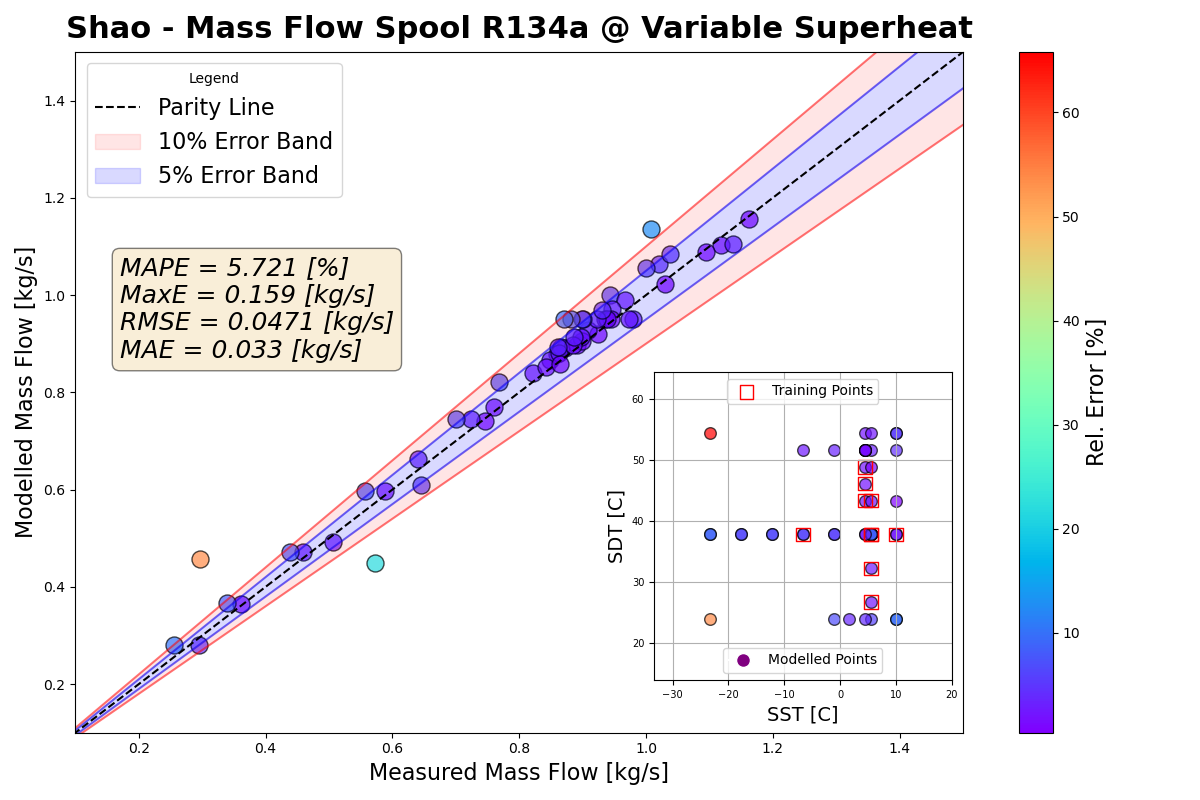 Shao - Mass Flow Spool R134a @ Variable Superheat
Legend
Parity Line
10% Error Band
5% Error Band
MAPE = 5.721 [%]
MaxE = 0.159 [kg/s]
RMSE = 0.0471 [kg/s]
MAE = 0.033 [kg/s]
Modelled Mass Flow [kg/s]
1.4
1.2
1.0
0.8
0.6
0.4
0.2
0.2 0.4 0.6 0.8 1.0 1.2 1.4
Measured Mass Flow [kg/s]
Training Points
Modelled Points
SDT [C]
60
50
40
30
20
−30 −20 −10 0 10 20
SST [C]
60
50
40
30
20
10
Rel. Error [%]